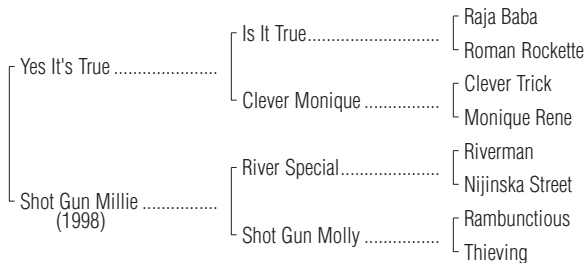 Raja Baba
Is It True
Roman Rockette
Yes It's True
Clever Trick
Clever Monique
Monique Rene
Riverman
River Special
Nijinska Street
Shot Gun Millie
(1998)
Rambunctious
Shot Gun Molly
Thieving